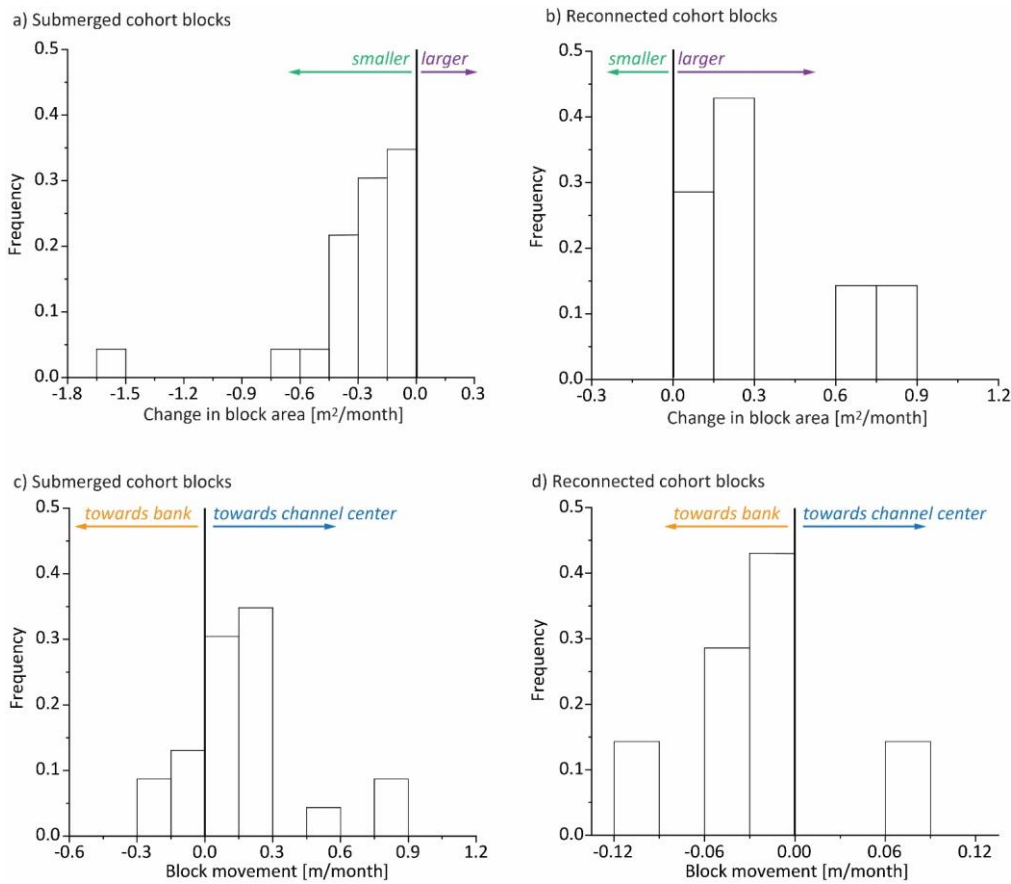 a) Submerged cohort blocks
smaller larger
0.5
0.4
0.3
0.2
0.1
0.0
Frequency
-1.8 -1.5 -1.2 -0.9 -0.6 -0.3 0.0 0.3
Change in block area [m²/month]
b) Reconnected cohort blocks
smaller larger
0.5
0.4
0.3
0.2
0.1
0.0
Frequency
-0.3 0.0 0.3 0.6 0.9 1.2
Change in block area [m²/month]
c) Submerged cohort blocks
towards bank towards channel center
0.5
0.4
0.3
0.2
0.1
0.0
Frequency
-0.6 -0.3 0.0 0.3 0.6 0.9 1.2
Block movement [m/month]
d) Reconnected cohort blocks
towards bank towards channel center
0.5
0.4
0.3
0.2
0.1
0.0
Frequency
-0.12 -0.06 0.00 0.06 0.12
Block movement [m/month]